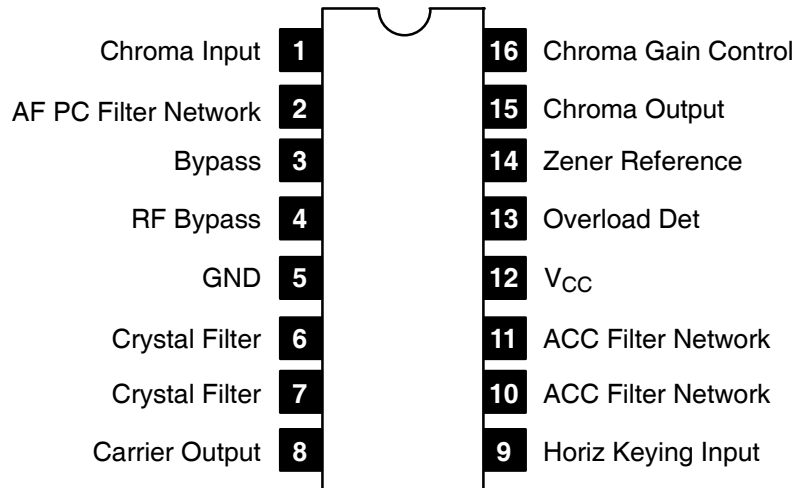 Chroma Input 1 16 Chroma Gain Control
AF PC Filter Network 2 15 Chroma Output
Bypass 3 14 Zener Reference
RF Bypass 4 13 Overload Det
GND 5 12 VCC
Crystal Filter 6 11 ACC Filter Network
Crystal Filter 7 10 ACC Filter Network
Carrier Output 8 9 Horiz Keying Input